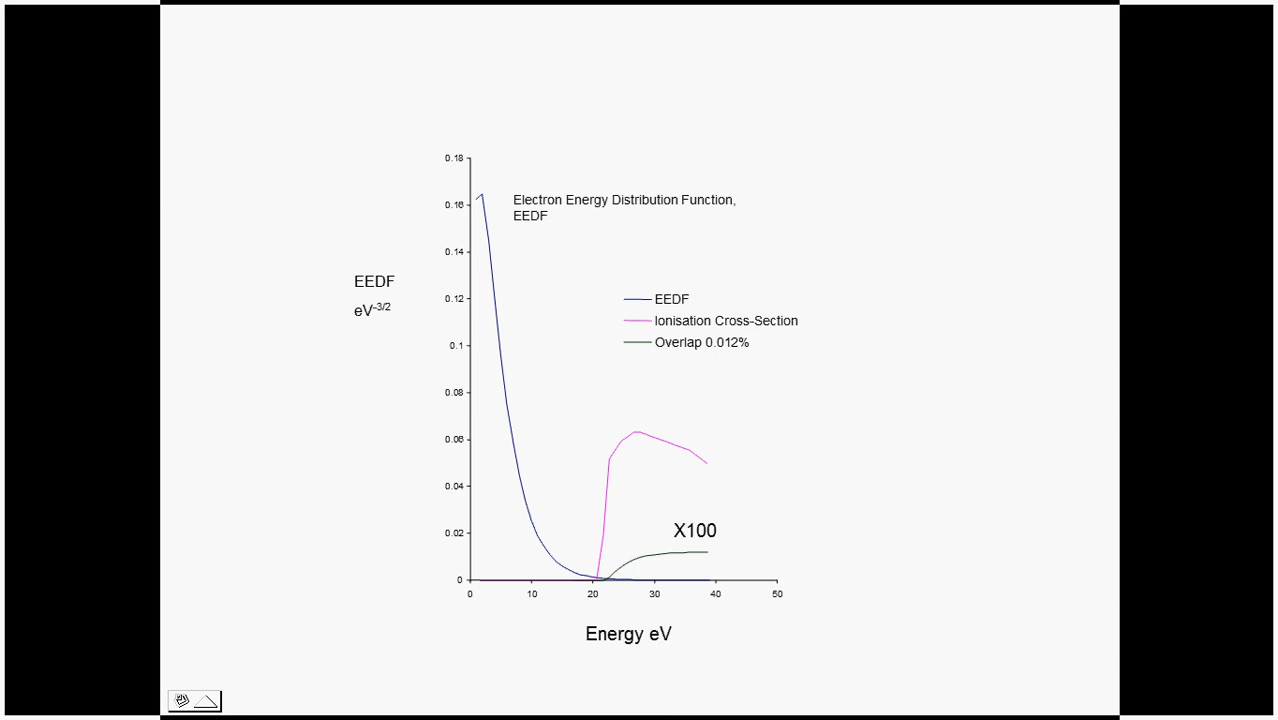 0.18
Electron Energy Distribution Function,
EEDF
0.16
0.14
EEDF
eV-3/2
0.12
EEDF
Ionisation Cross-Section
Overlap 0.012%
0.1
0.08
0.06
0.04
X100
0.02
0
0 10 20 30 40 50
Energy eV